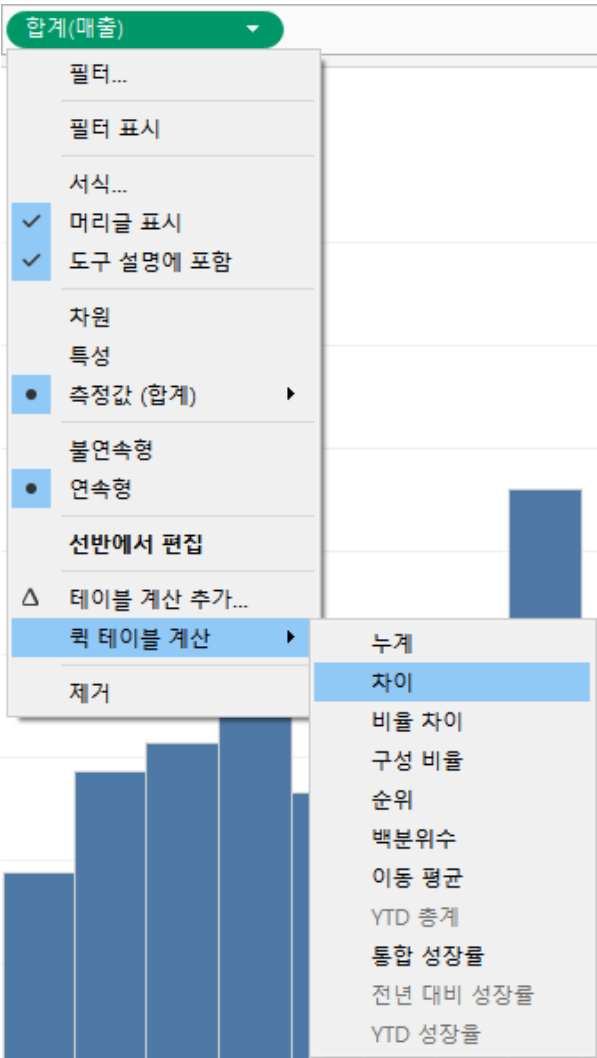 합계(매출)
필터...
필터 표시
서식...
머리글 표시
도구 설명에 포함
차원
특성
측정값 (합계)
불연속형
연속형
선반에서 편집
테이블 계산 추가...
퀵 테이블 계산
제거
누계
차이
비율 차이
구성 비율
순위
백분위수
이동 평균
YTD 총계
통합 성장률
전년 대비 성장률
YTD 성장율